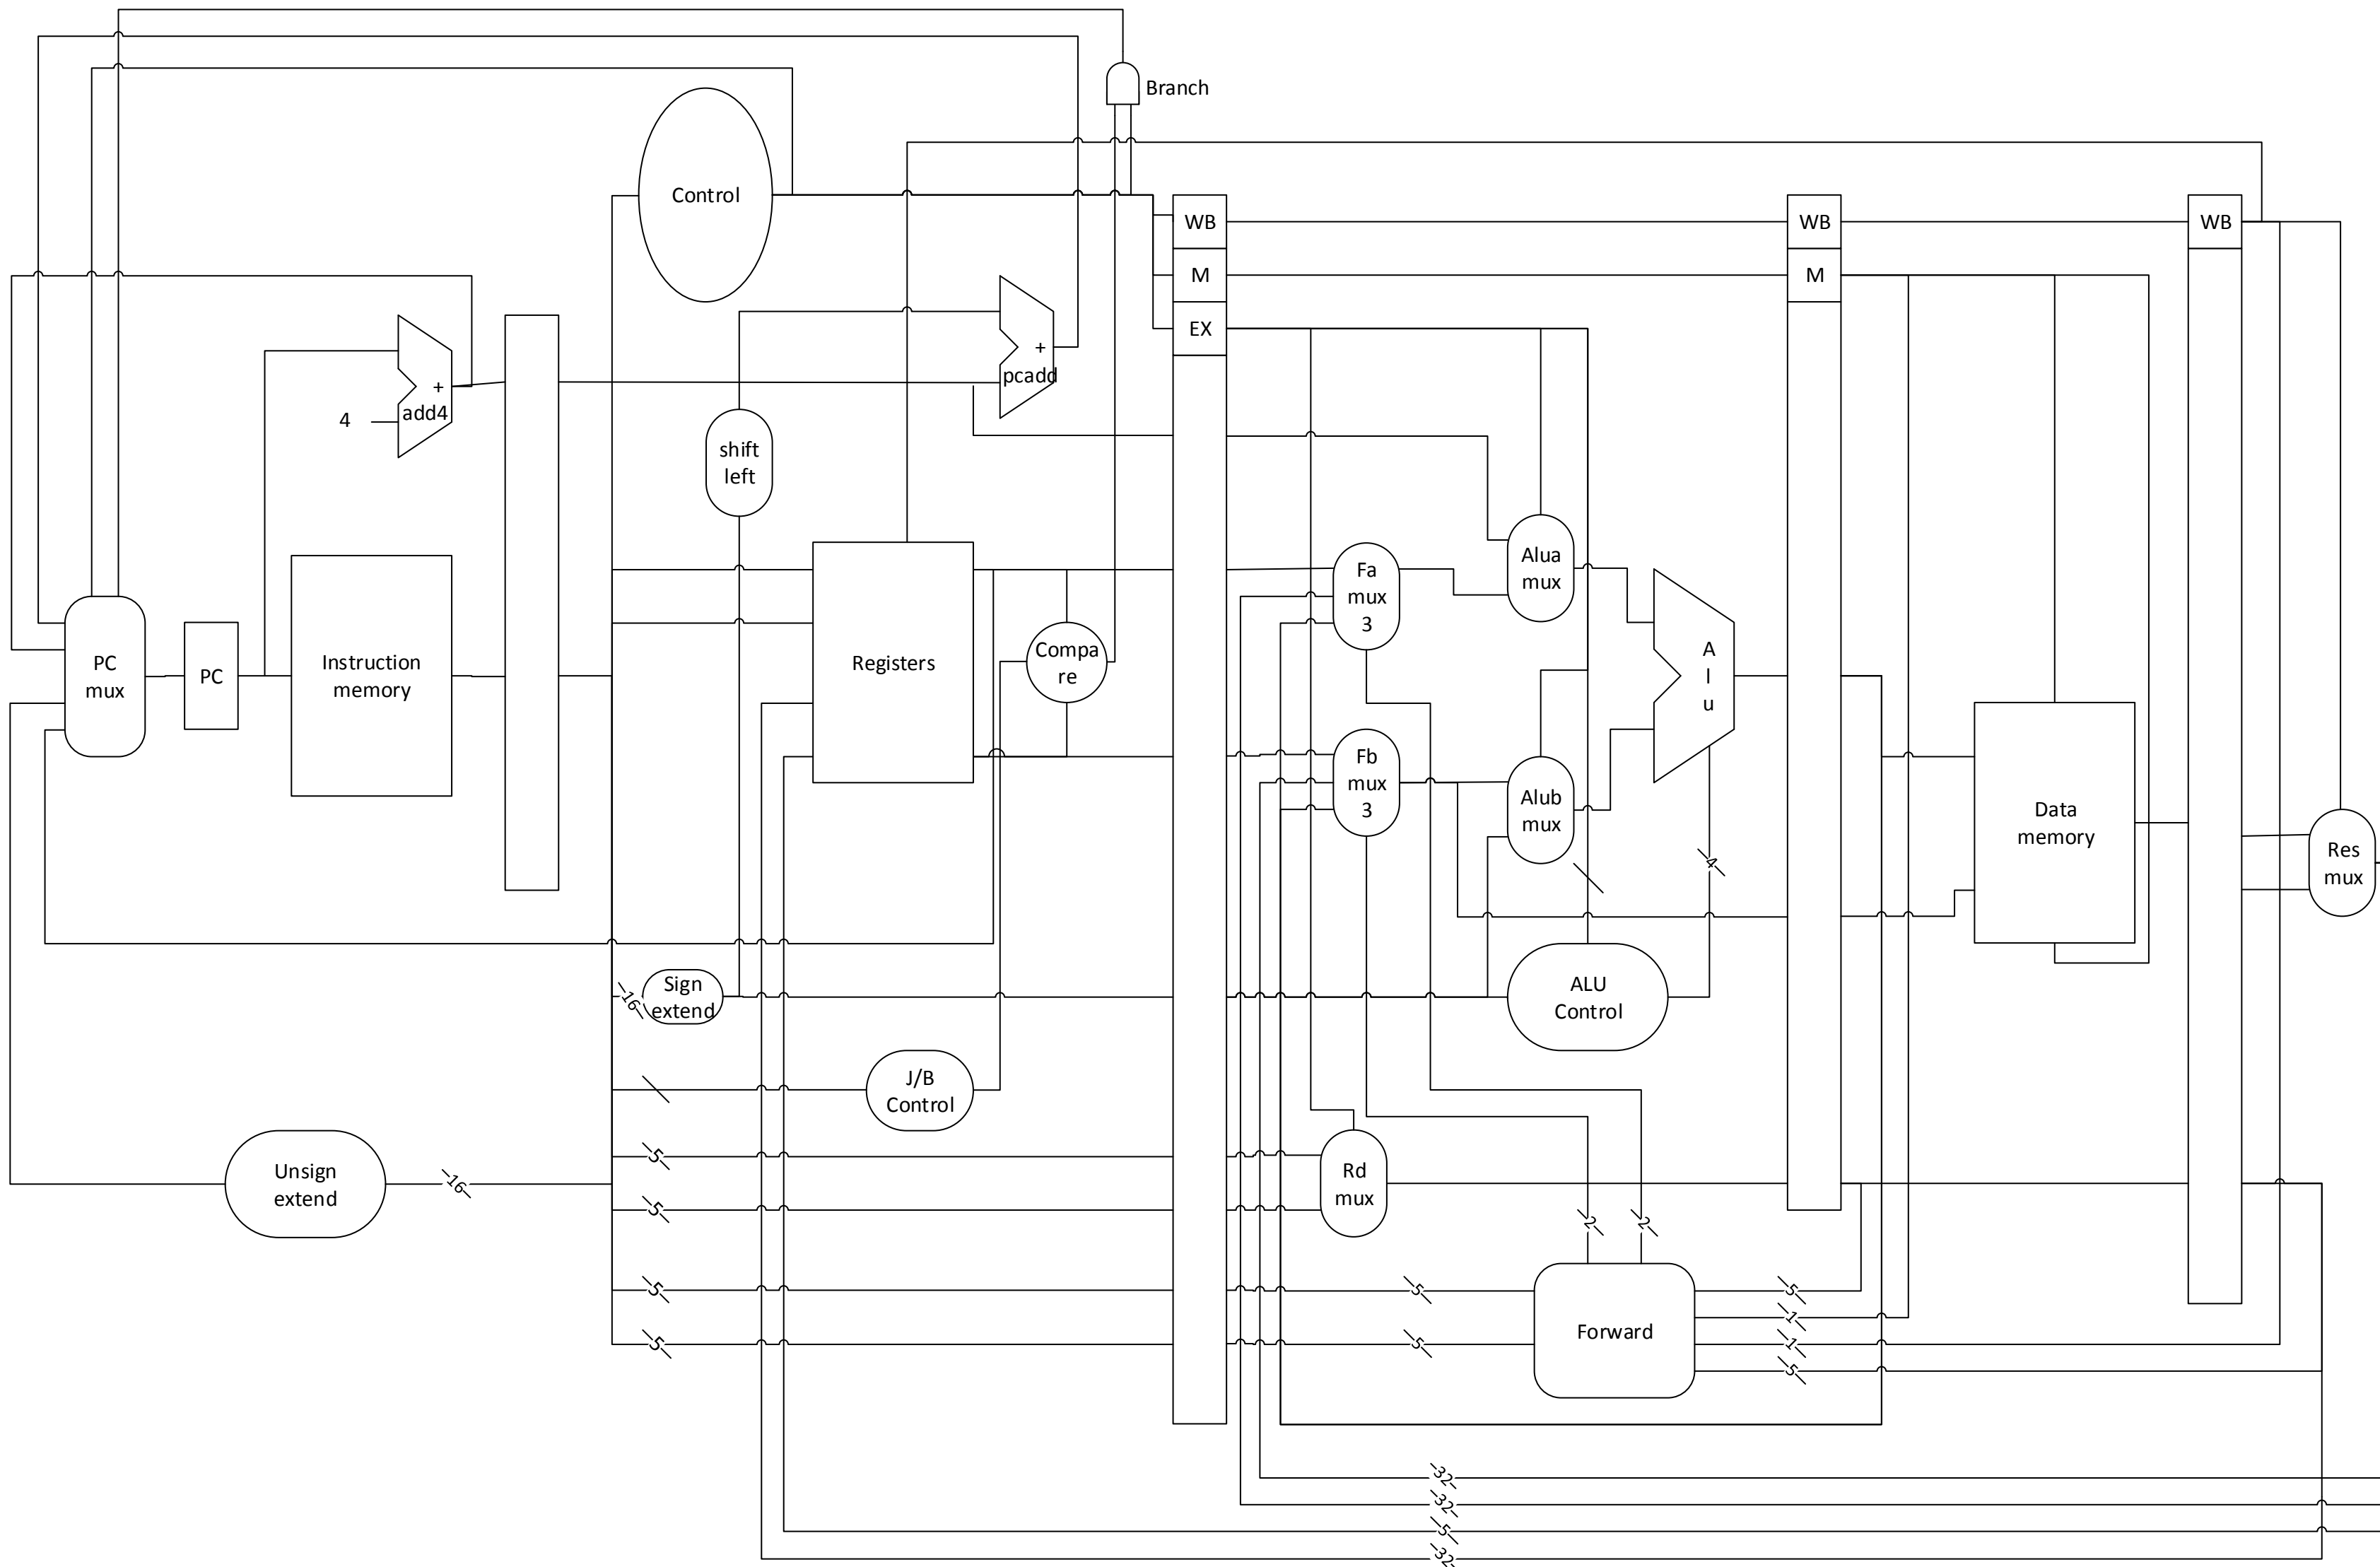 Branch
Control
WB
WB
WB
M
M
EX
+
pcadd
+
add4
4
shift
left
Alua
mux
Fa
mux
3
PC
mux
PC
Instruction
memory
Registers
Compa
re
A
l
u
Fb
mux
3
Alub
mux
Data
memory
Res
mux
4
Sign
extend
16
ALU
Control
J/B
Control
Unsign
extend
16
5
5
Rd
mux
2
2
5
5
5
5
Forward
5
1
1
5
32
32
5
32